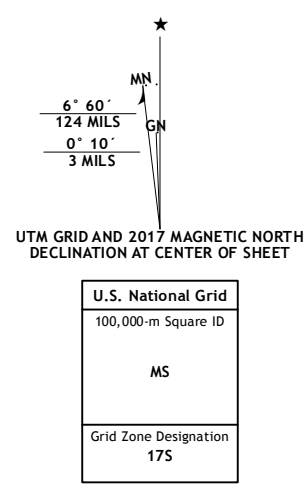 ★
MN
6° 60´
124 MILS
GN
0° 10´
3 MILS
UTM GRID AND 2017 MAGNETIC NORTH
DECLINATION AT CENTER OF SHEET
U.S. National Grid
100,000-m Square ID
MS
Grid Zone Designation
17S